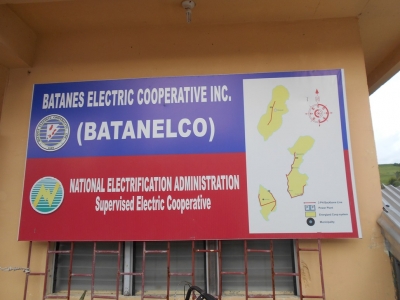 BATANES ELECTRIC COOPERATIVE INC.
(BATANELCO)
NATIONAL ELECTRIFICATION ADMINISTRATION
Supervised Electric Cooperative